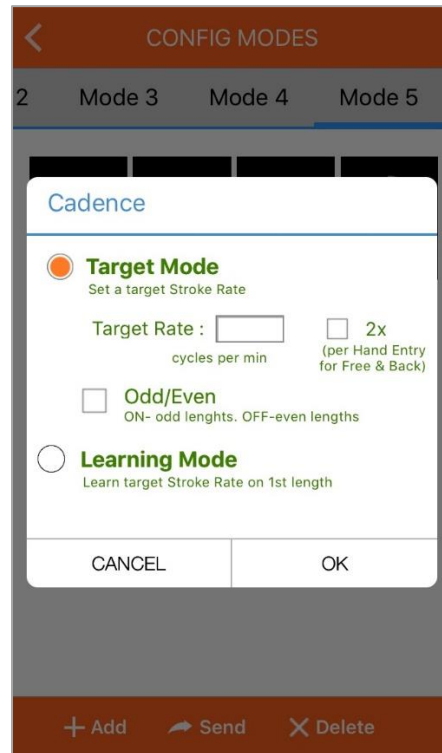 CONFIG MODES
2 Mode 3 Mode 4 Mode 5
Cadence
Target Mode
Set a target Stroke Rate
Target Rate : 2x
cycles per min (per Hand Entry
for Free & Back)
Odd/Even
ON- odd lenghts. OFF-even lengths
Learning Mode
Learn target Stroke Rate on 1st length
CANCEL OK
Add Send Delete